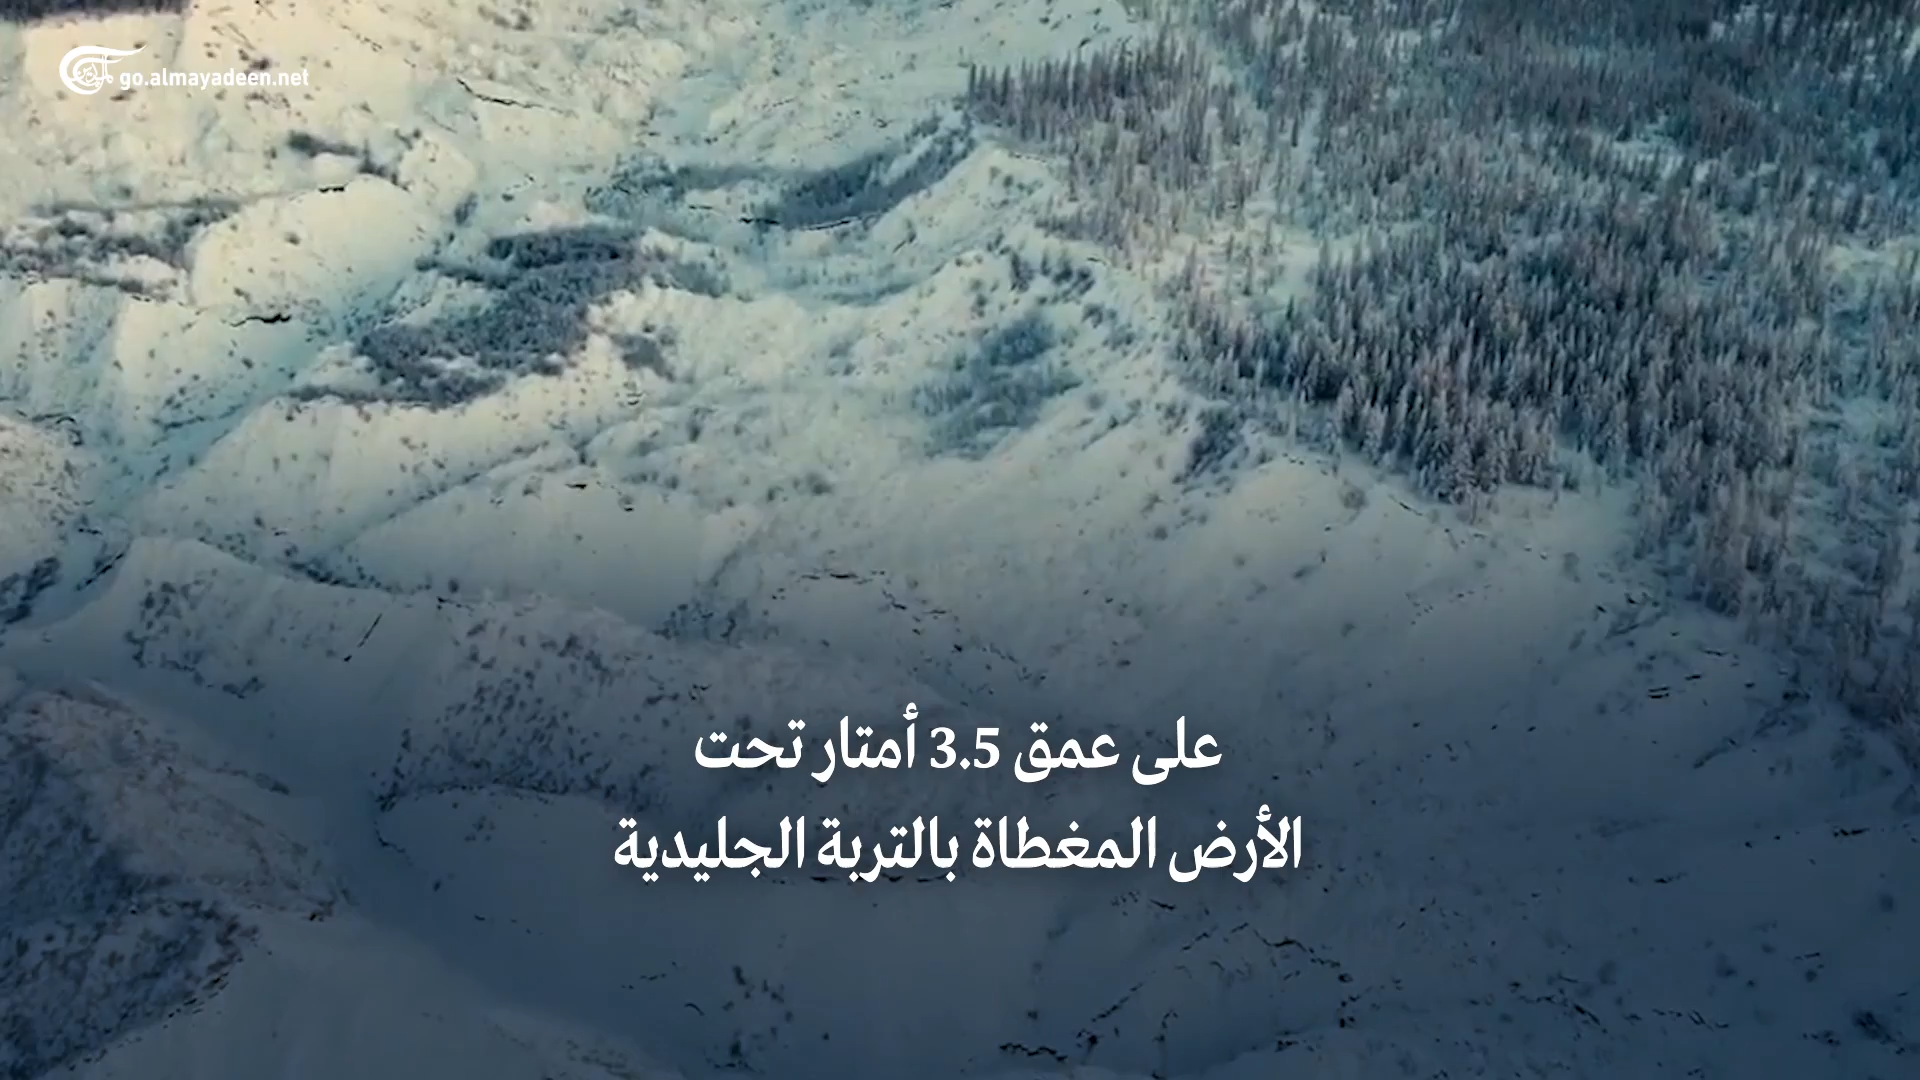 go.almayadeen.net
على عمق 3.5 أمتار تحت
الأرض المغطاة بالتربة الجليدية